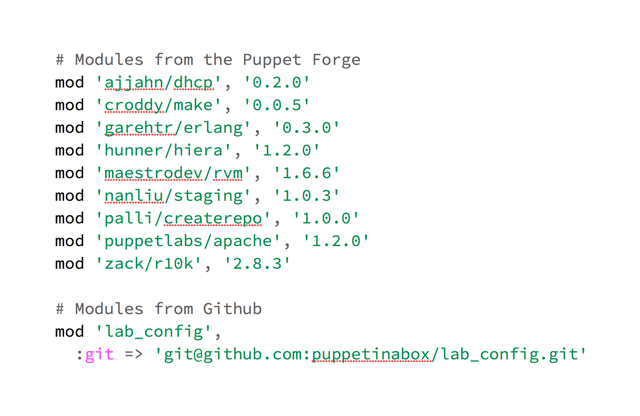 # Modules from the Puppet Forge
mod 'ajjahn/dhcp', '0.2.0'
mod 'croddy/make', '0.0.5'
mod 'garehtr/erlang', '0.3.0'
mod 'hunner/hiera', '1.2.0'
mod 'maestrodev/rvm', '1.6.6'
mod 'nanliu/staging', '1.0.3'
mod 'palli/createrepo', '1.0.0'
mod 'puppetlabs/apache', '1.2.0'
mod 'zack/r10k', '2.8.3'
# Modules from Github
mod 'lab_config',
  :git => 'git@github.com:puppetinabox/lab_config.git'